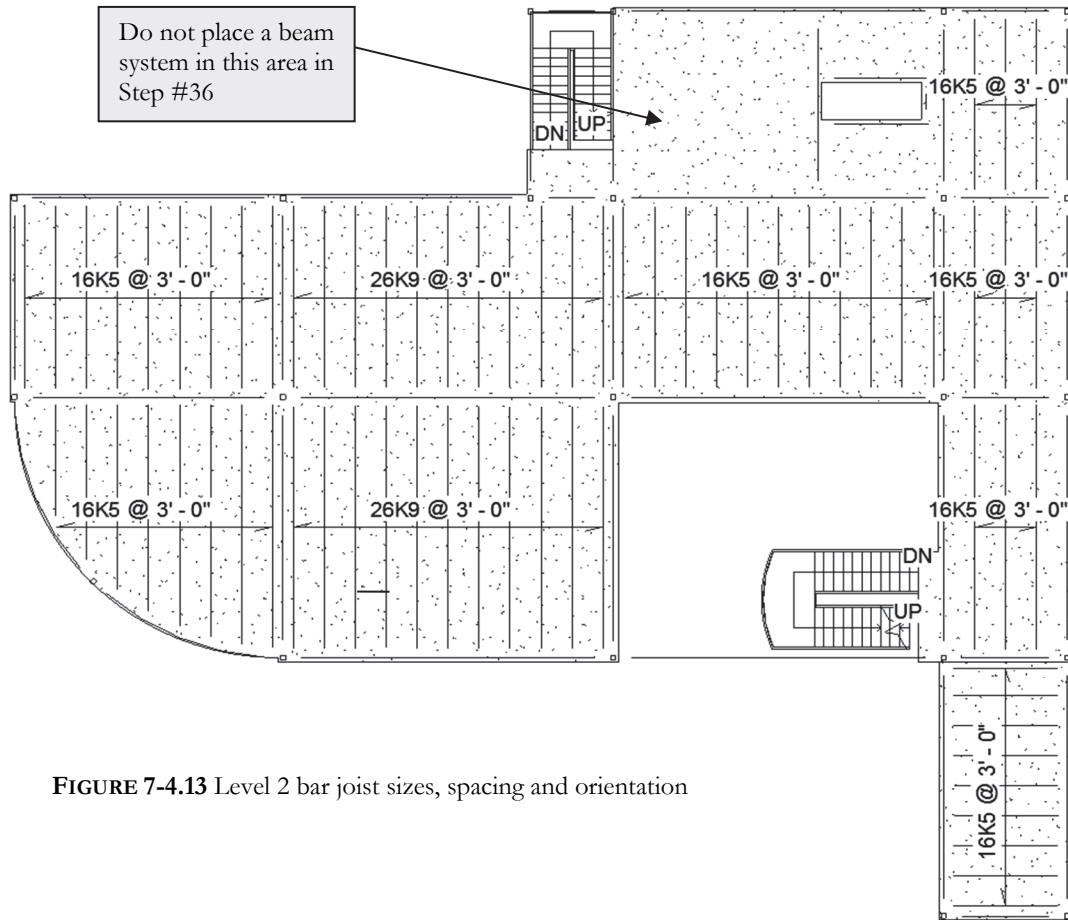 Do not place a beam
system in this area in
Step #36
DN
UP
16K5 @ 3' - 0"
16K5 @ 3' - 0"
26K9 @ 3' - 0"
16K5 @ 3' - 0"
16K5 @ 3' - 0"
16K5 @ 3' - 0"
26K9 @ 3' - 0"
16K5 @ 3' - 0"
DN
UP
16K5 @ 3' - 0"
FIGURE 7-4.13 Level 2 bar joist sizes, spacing and orientation